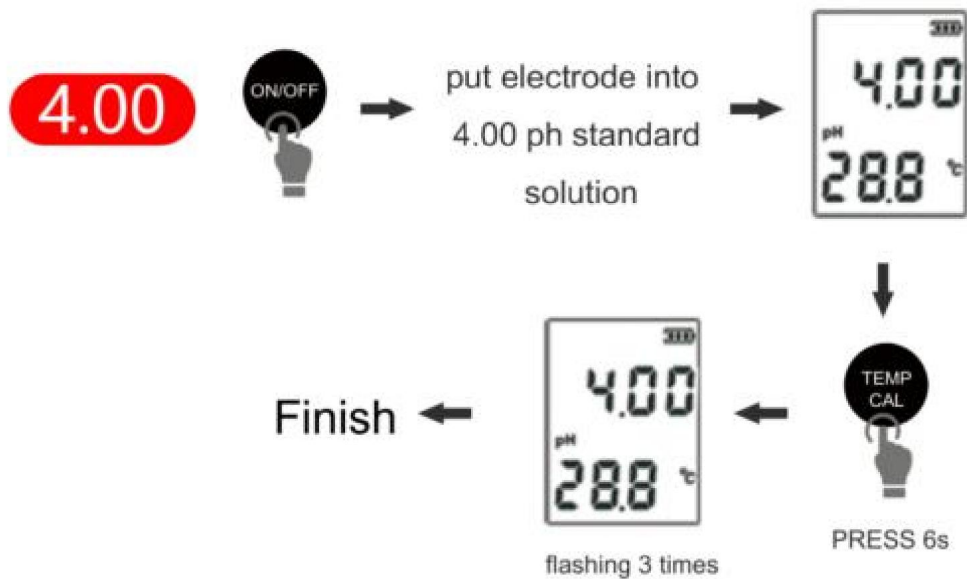 4.00
ON/OFF
put electrode into
4.00 ph standard
solution
4.00
pH
28.8 °C
TEMP
CAL
PRESS 6s
4.00
pH
28.8 °C
flashing 3 times
Finish